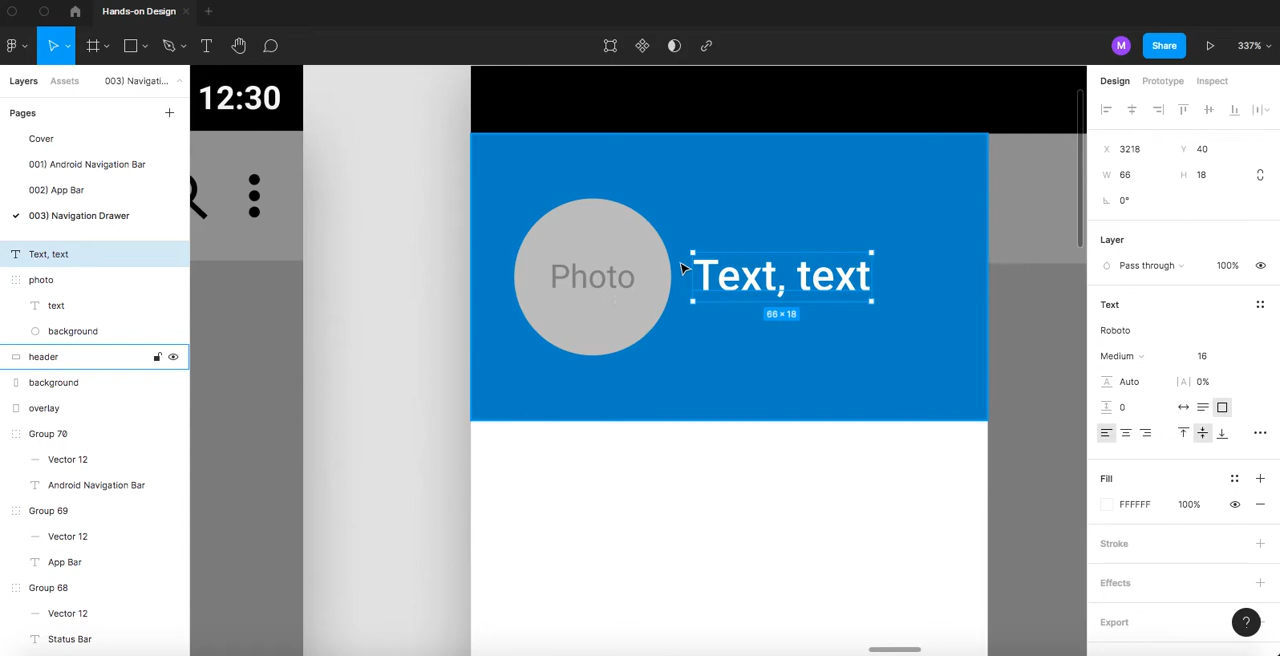 Hands-on Design
Share
337%
Layers
Assets
003) Navigati...
Pages
Cover
001) Android Navigation Bar
002) App Bar
003) Navigation Drawer
Text, text
photo
text
background
header
background
overlay
Group 70
Vector 12
Android Navigation Bar
Group 69
Vector 12
App Bar
Group 68
Vector 12
Status Bar
12:30
Photo
Text, text
66 × 18
M
Design
Prototype
Inspect
X 3218 Y 40
W 66 H 18
0°
Layer
Pass through 100%
Text
Roboto
Medium 16
A Auto |A| 0%
0
Fill
FFFFFF 100%
Stroke
Effects
Export
?